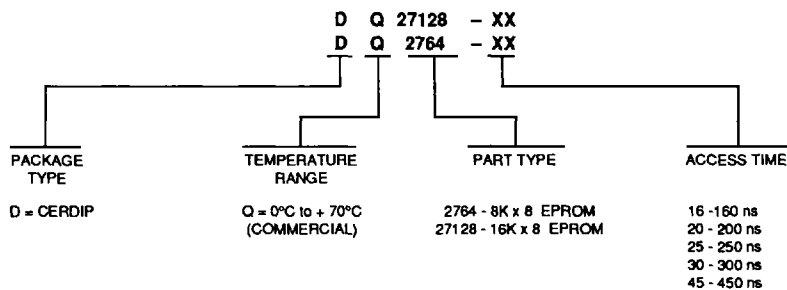 D Q 27128 - XX
D Q 2764 - XX
PACKAGE TYPE
D = CERDIP
TEMPERATURE RANGE
Q = 0°C to + 70°C
(COMMERCIAL)
PART TYPE
2764 - 8K x 8 EPROM
27128 - 16K x 8 EPROM
ACCESS TIME
16 -160 ns
20 - 200 ns
25 - 250 ns
30 - 300 ns
45 - 450 ns